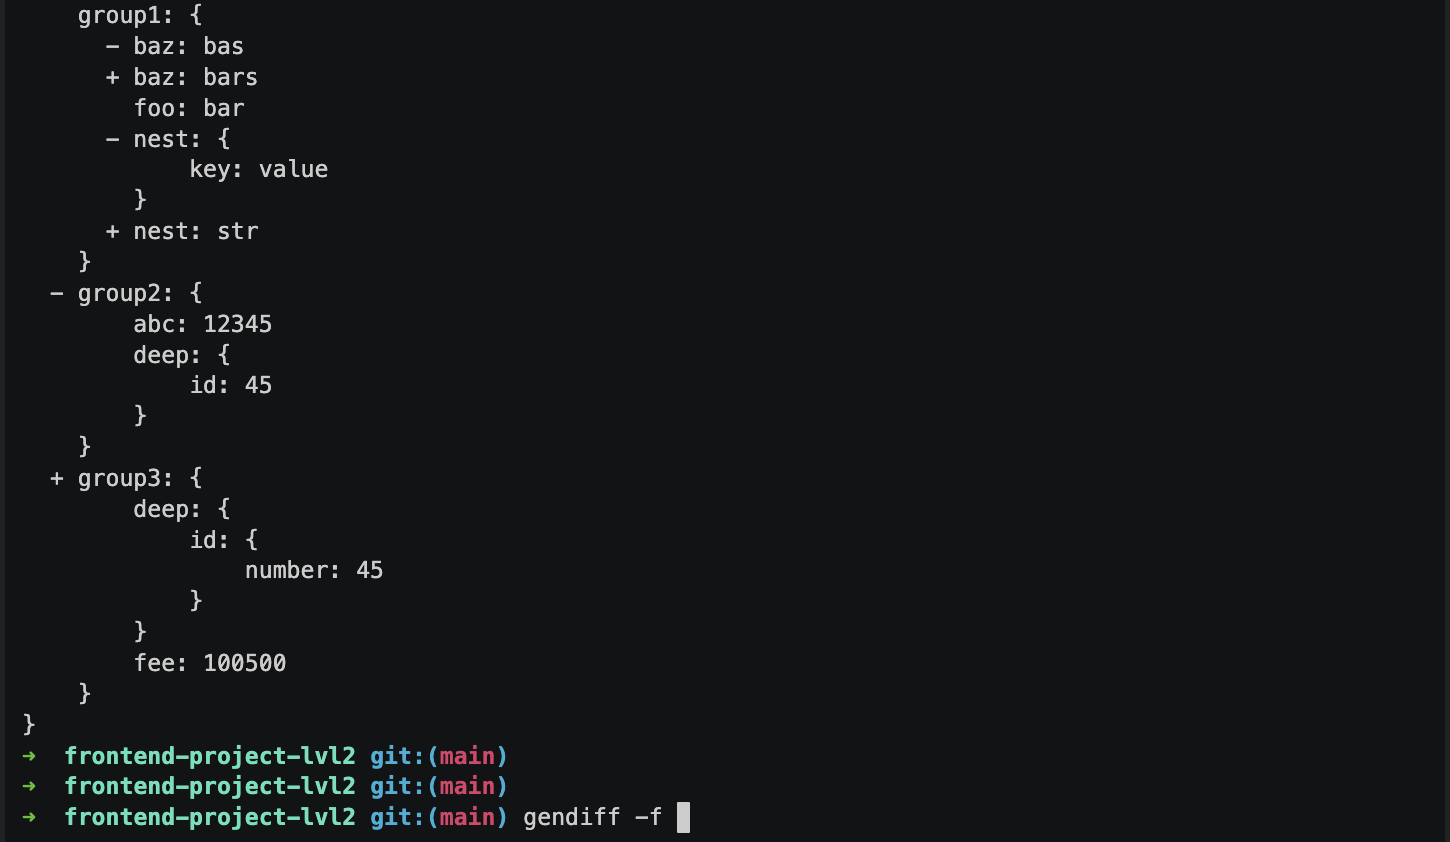 group1: {
- baz: bas
+ baz: bars
foo: bar
- nest: {
key: value
}
+ nest: str
}
- group2: {
abc: 12345
deep: {
id: 45
}
}
+ group3: {
deep: {
id: {
number: 45
}
}
fee: 100500
}
}
➜ frontend-project-lvl2 git:(main)
➜ frontend-project-lvl2 git:(main)
➜ frontend-project-lvl2 git:(main) gendiff -f